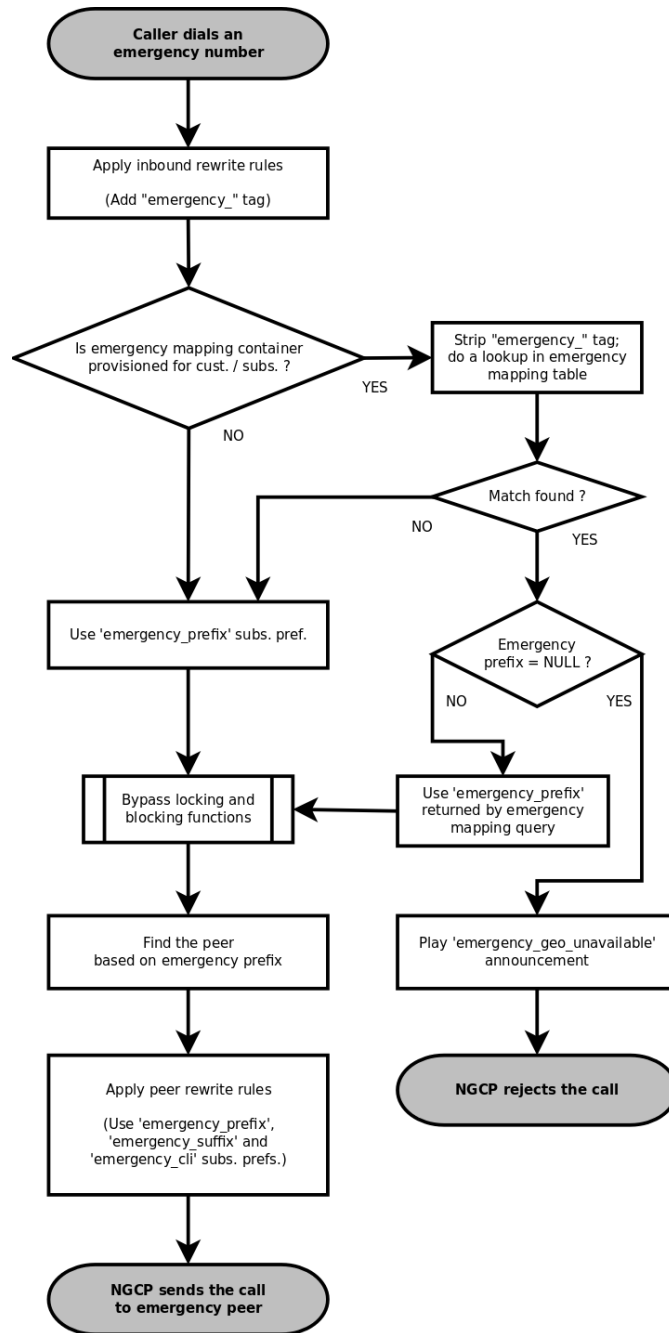 Caller dials an
emergency number
Apply inbound rewrite rules
(Add "emergency_" tag)
Is emergency mapping container
provisioned for cust. / subs. ?
YES
NO
Strip "emergency_" tag;
do a lookup in emergency
mapping table
Match found ?
NO
YES
Use 'emergency_prefix' subs. pref.
Emergency
prefix = NULL ?
NO
YES
Bypass locking and
blocking functions
Use 'emergency_prefix'
returned by emergency
mapping query
Find the peer
based on emergency prefix
Play 'emergency_geo_unavailable'
announcement
Apply peer rewrite rules
(Use 'emergency_prefix',
'emergency_suffix' and
'emergency_cli' subs. prefs.)
NGCP rejects the call
NGCP sends the call
to emergency peer